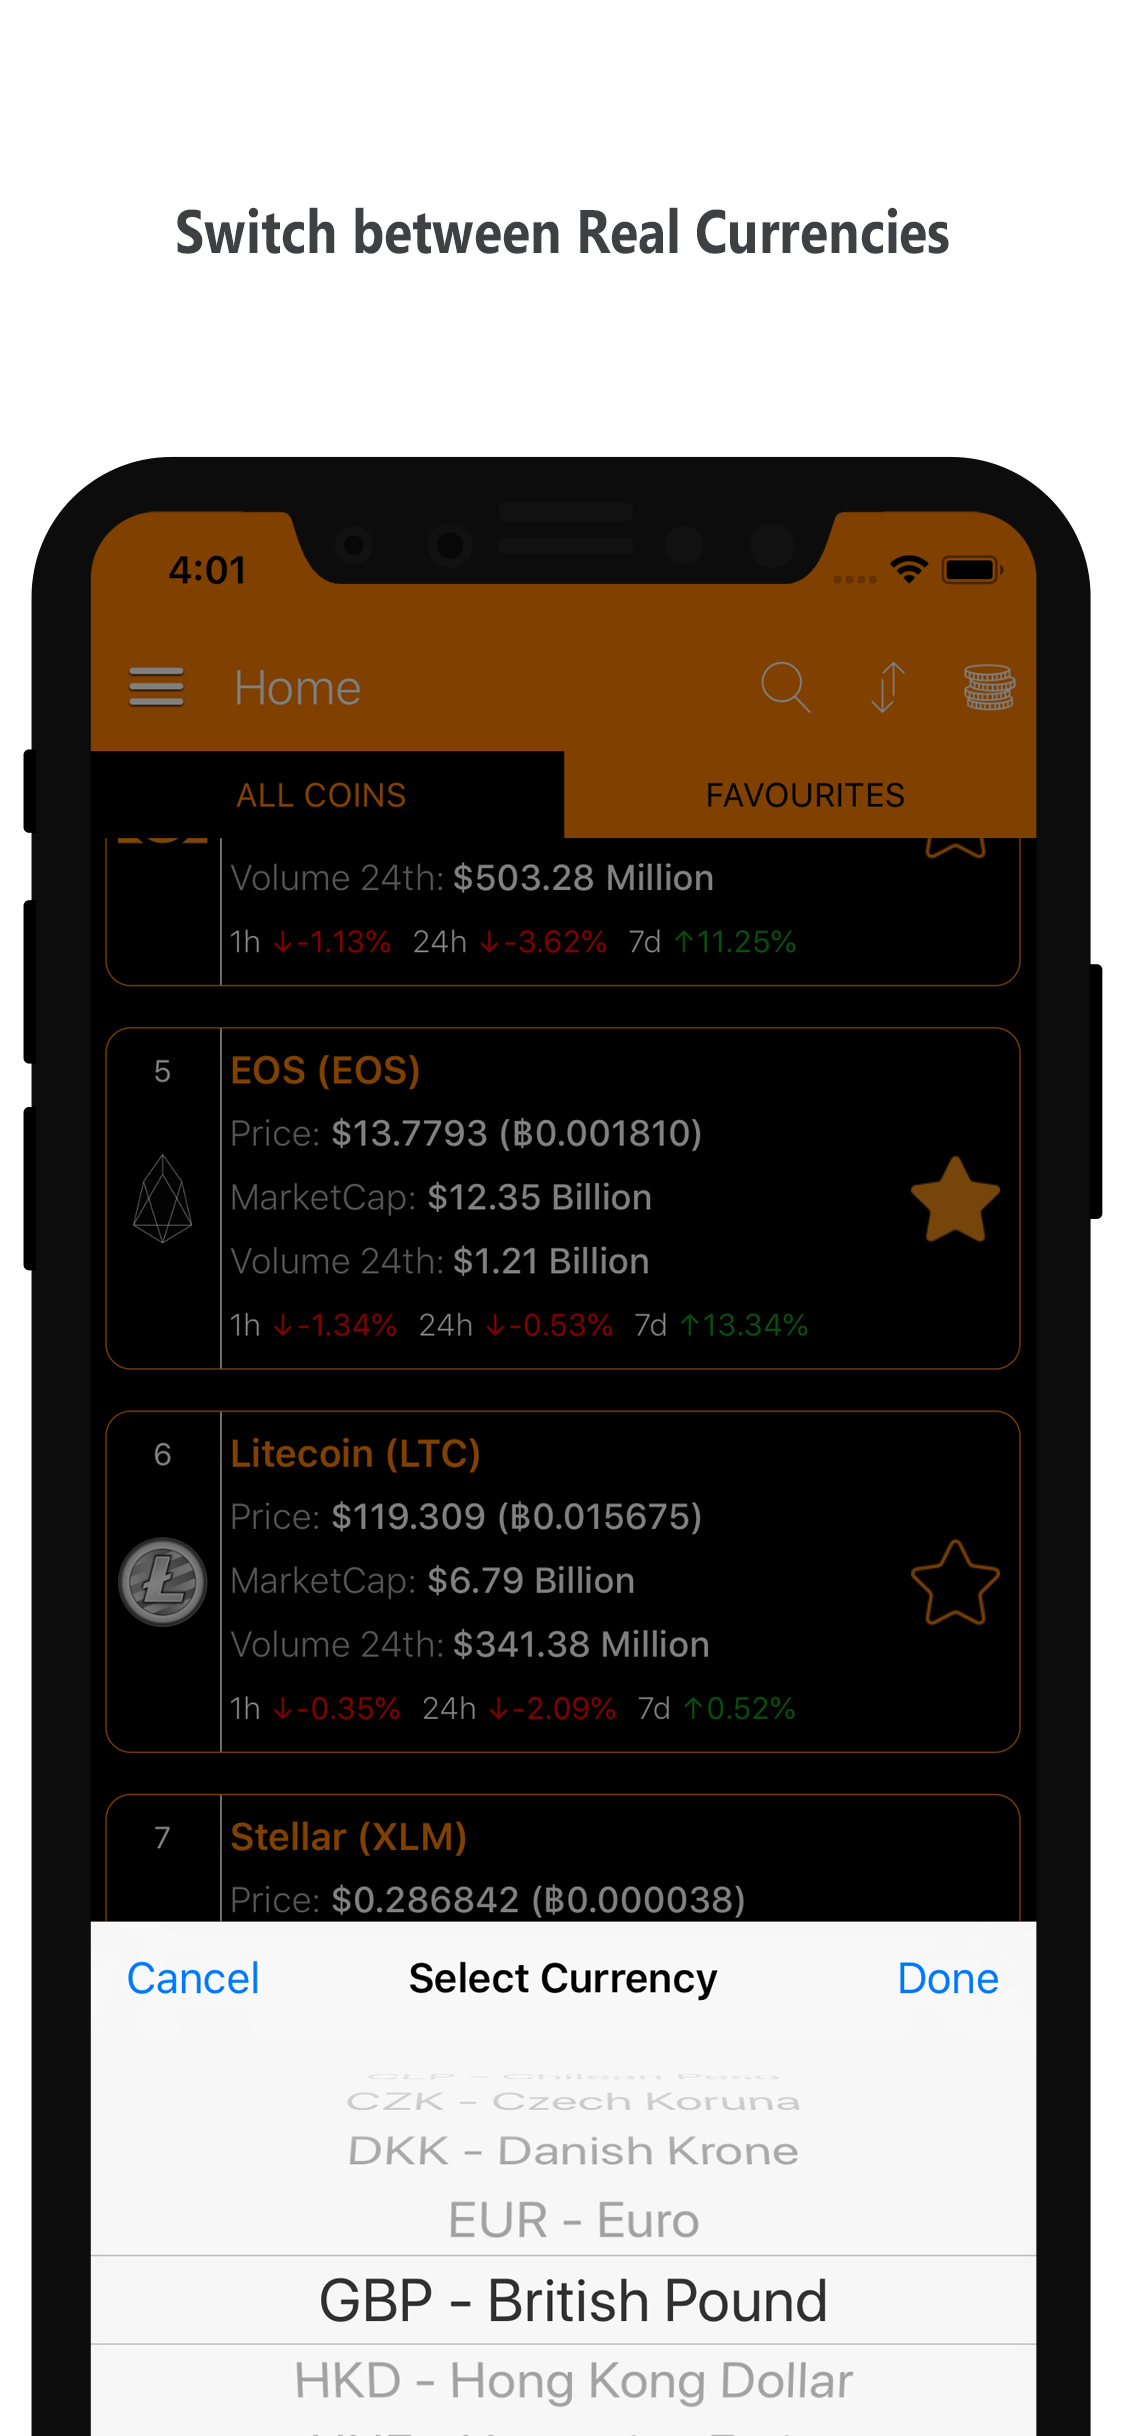 Switch between Real Currencies
4:01
Home
ALL COINS FAVOURITES
Volume 24th: $503.28 Million
1h ↓-1.13% 24h ↓-3.62% 7d ↑11.25%
5 EOS (EOS)
Price: $13.7793 (฿0.001810)
MarketCap: $12.35 Billion
Volume 24th: $1.21 Billion
1h ↓-1.34% 24h ↓-0.53% 7d ↑13.34%
6 Litecoin (LTC)
Price: $119.309 (฿0.015675)
MarketCap: $6.79 Billion
Volume 24th: $341.38 Million
1h ↓-0.35% 24h ↓-2.09% 7d ↑0.52%
7 Stellar (XLM)
Price: $0.286842 (฿0.000038)
Cancel Select Currency Done
CLP - Chilean Peso
CZK - Czech Koruna
DKK - Danish Krone
EUR - Euro
GBP - British Pound
HKD - Hong Kong Dollar